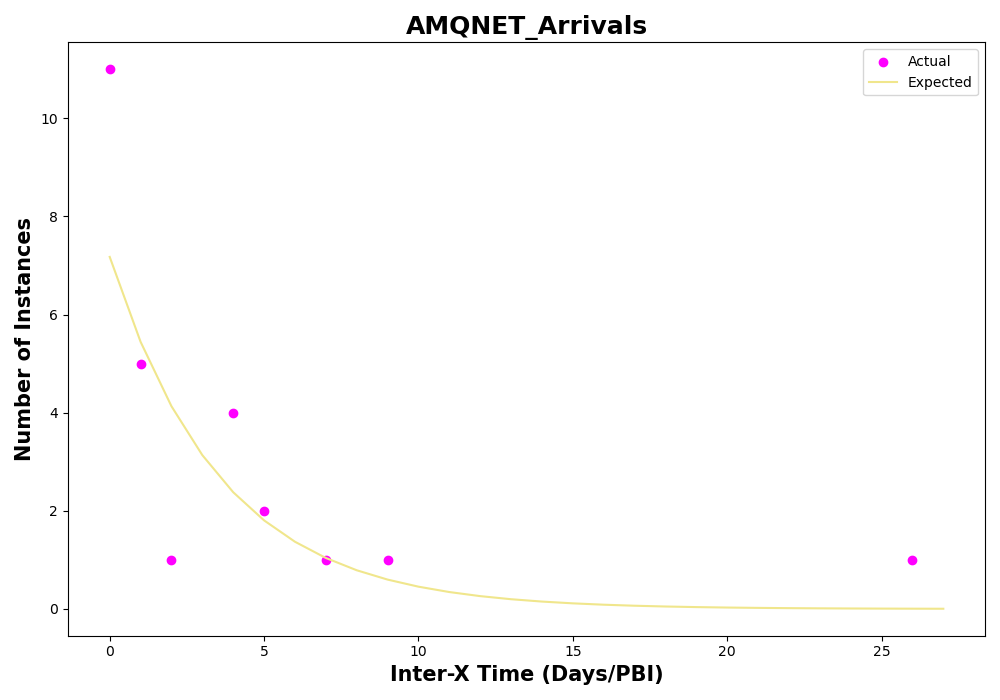 AMQNET_Arrivals
Actual
Expected
10
8
6
4
2
0
Number of Instances
0 5 10 15 20 25
Inter-X Time (Days/PBI)